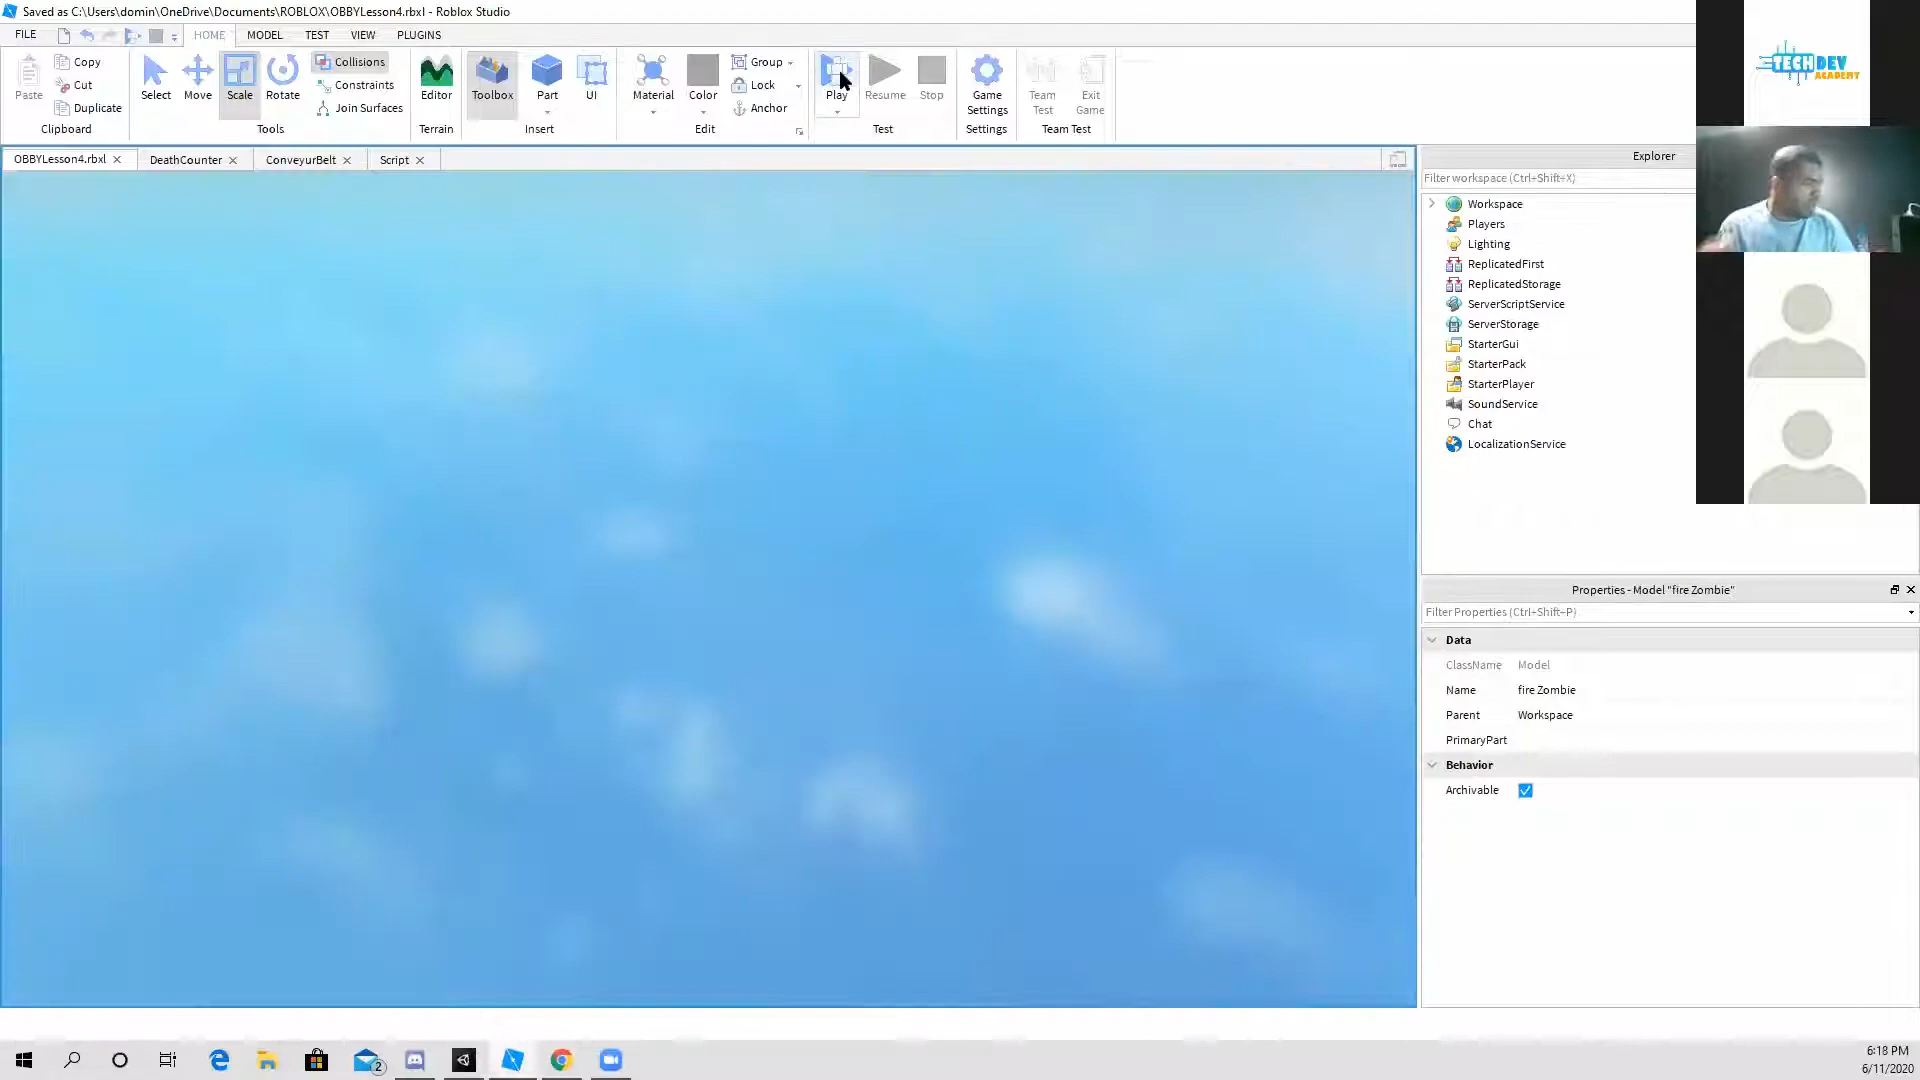 Saved as C:\Users\domin\OneDrive\Documents\ROBLOX\OBBYLesson4.rbxl - Roblox Studio
FILE HOME MODEL TEST VIEW PLUGINS
Paste Copy Cut Duplicate
Select Move Scale Rotate Collisions Constraints Join Surfaces
Editor Toolbox Part UI
Material Color Group Lock Anchor
Play Resume Stop Game Settings Team Test Exit Game
Clipboard Tools Terrain Insert Edit Test Settings Team Test
OBBYLesson4.rbxl DeathCounter ConveyurBelt Script
TECHDEV
ACADEMY
Explorer
Filter workspace (Ctrl+Shift+X)
Workspace
Players
Lighting
ReplicatedFirst
ReplicatedStorage
ServerScriptService
ServerStorage
StarterGui
StarterPack
StarterPlayer
SoundService
Chat
LocalizationService
Properties - Model "fire Zombie"
Filter Properties (Ctrl+Shift+P)
Data
ClassName Model
Name fire Zombie
Parent Workspace
PrimaryPart
Behavior
Archivable
2
6:18 PM
6/11/2020